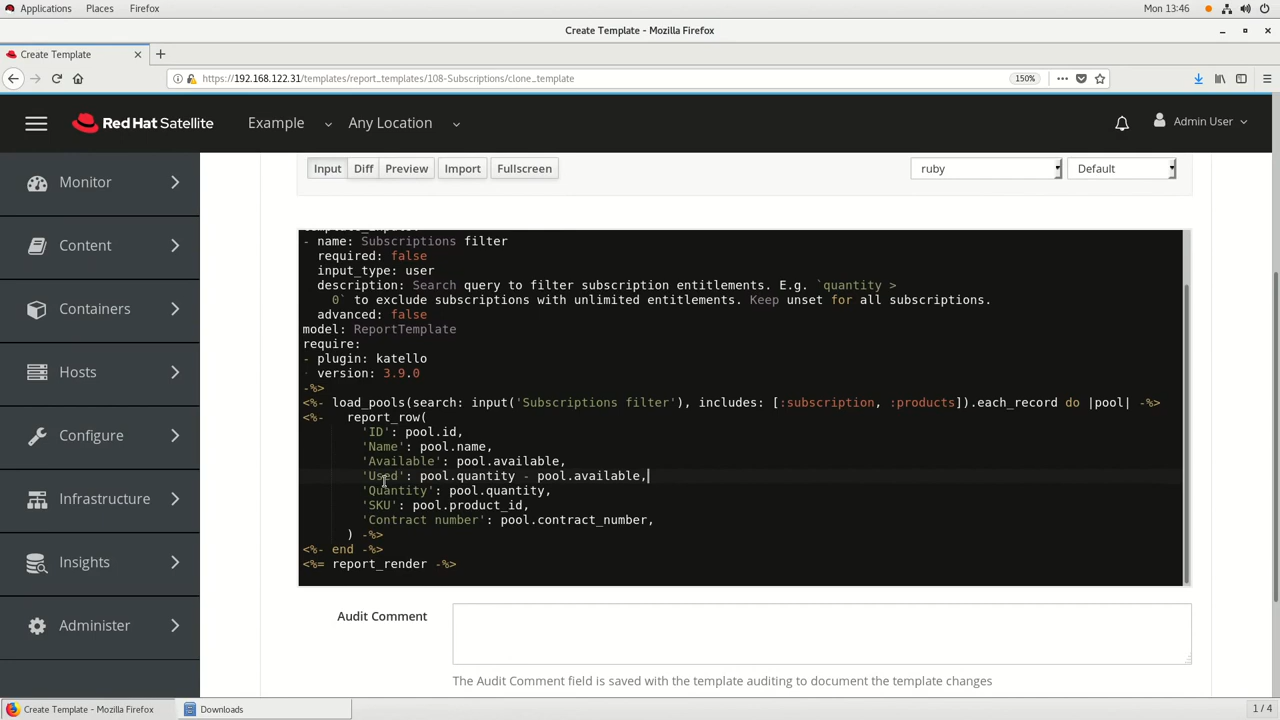 Applications Places Firefox Mon 13:46
Create Template - Mozilla Firefox
Create Template
https://192.168.122.31/templates/report_templates/108-Subscriptions/clone_template 150%
Red Hat Satellite Example Any Location Admin User
Monitor
Content
Containers
Hosts
Configure
Infrastructure
Insights
Administer
Input Diff Preview Import Fullscreen ruby Default
- name: Subscriptions filter
required: false
input_type: user
description: Search query to filter subscription entitlements. E.g. `quantity >
0` to exclude subscriptions with unlimited entitlements. Keep unset for all subscriptions.
advanced: false
model: ReportTemplate
require:
- plugin: katello
version: 3.9.0
-%>
<%- load_pools(search: input('Subscriptions filter'), includes: [:subscription, :products]).each_record do |pool| -%>
<%- report_row(
'ID': pool.id,
'Name': pool.name,
'Available': pool.available,
'Used': pool.quantity - pool.available,
'Quantity': pool.quantity,
'SKU': pool.product_id,
'Contract number': pool.contract_number,
) -%>
<%- end -%>
<%= report_render -%>
Audit Comment
The Audit Comment field is saved with the template auditing to document the template changes
Create Template - Mozilla Firefox Downloads 1 / 4